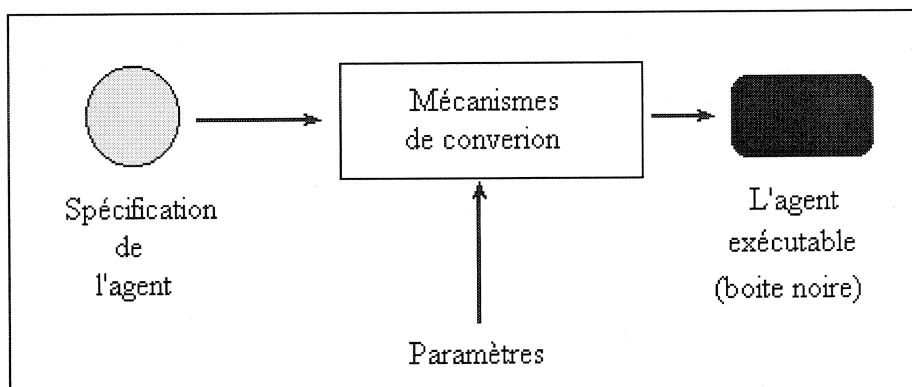 Mécanismes
de converion
Spécification
de
l'agent
L'agent
exécutable
(boite noire)
Paramètres